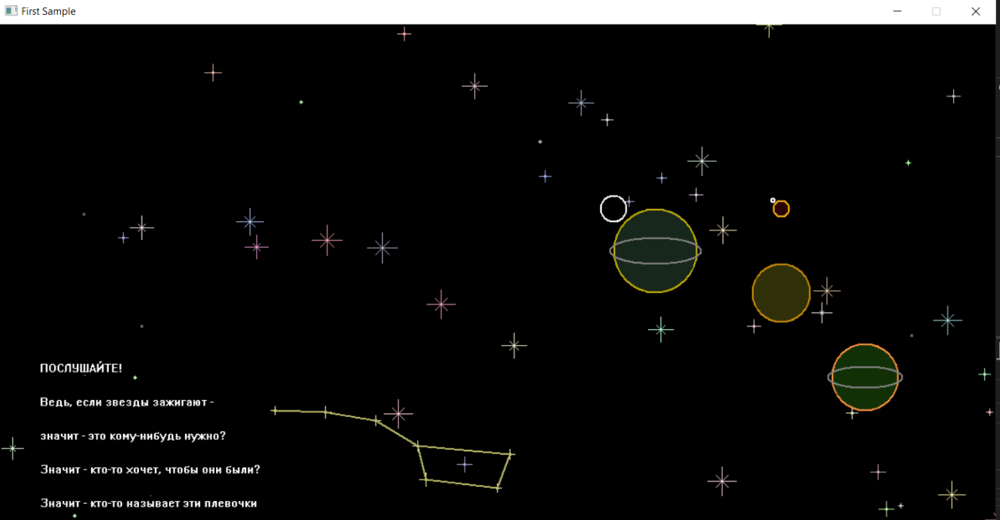 First Sample
ПОСЛУШАЙТЕ!
Ведь, если звезды зажигают -
значит - это кому-нибудь нужно?
Значит - кто-то хочет, чтобы они были?
Значит - кто-то называет эти плевочки